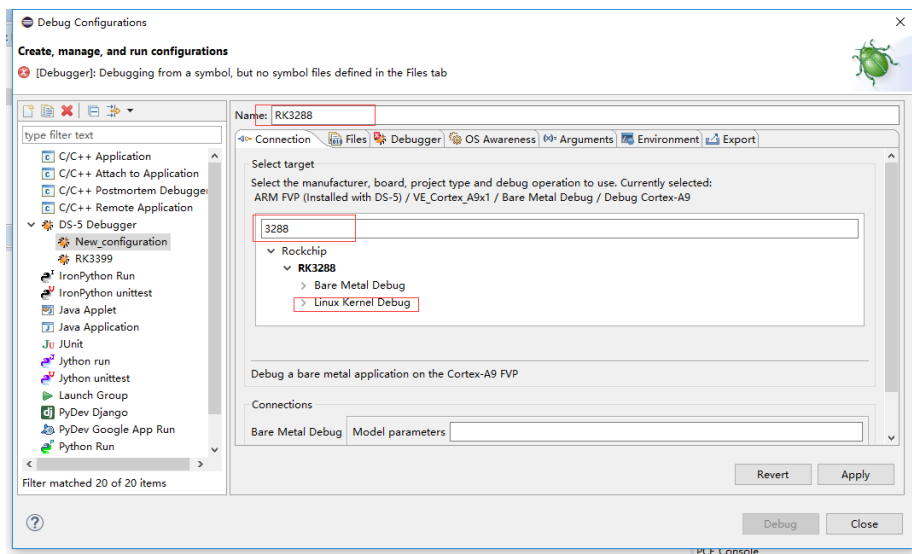 Debug Configurations
Create, manage, and run configurations
[Debugger]: Debugging from a symbol, but no symbol files defined in the Files tab
type filter text
C/C++ Application
C/C++ Attach to Application
C/C++ Postmortem Debugger
C/C++ Remote Application
DS-5 Debugger
New_configuration
RK3399
IronPython Run
IronPython unittest
Java Applet
Java Application
Ju JUnit
Jython run
Jython unittest
Launch Group
PyDev Django
PyDev Google App Run
Python Run
Filter matched 20 of 20 items
Name: RK3288
Connection Files Debugger OS Awareness Arguments Environment Export
Select target
Select the manufacturer, board, project type and debug operation to use. Currently selected:
ARM FVP (Installed with DS-5) / VE_Cortex_A9x1 / Bare Metal Debug / Debug Cortex-A9
3288
Rockchip
RK3288
Bare Metal Debug
Linux Kernel Debug
Debug a bare metal application on the Cortex-A9 FVP
Connections
Bare Metal Debug Model parameters
Revert Apply
Debug Close